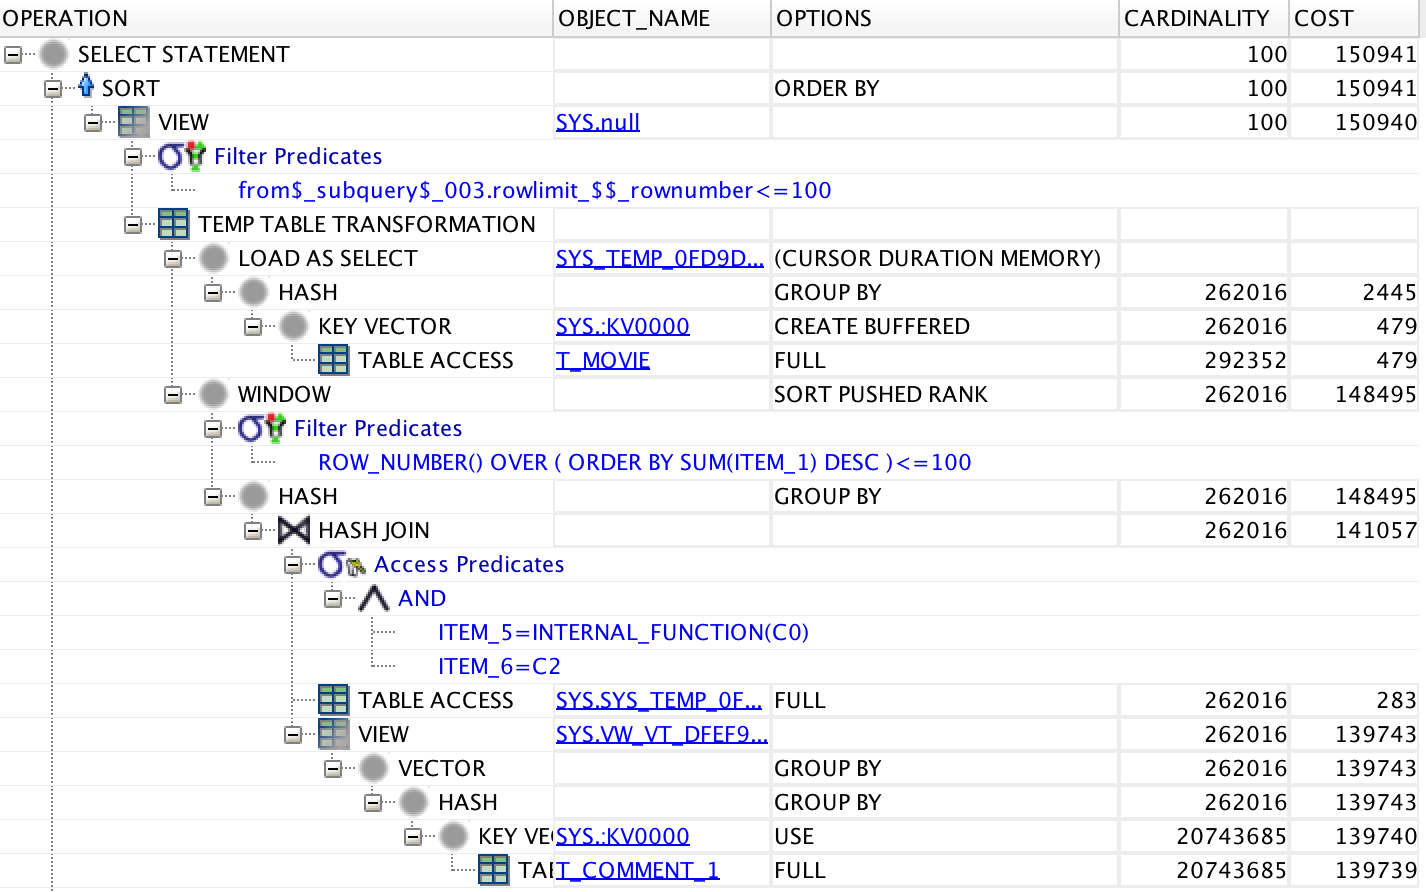 OPERATION OBJECT_NAME OPTIONS CARDINALITY COST
SELECT STATEMENT 100 150941
SORT ORDER BY 100 150941
VIEW SYS.null 100 150940
Filter Predicates
from$_subquery$_003.rowlimit_$$_rownumber<=100
TEMP TABLE TRANSFORMATION
LOAD AS SELECT SYS_TEMP_0FD9D... (CURSOR DURATION MEMORY)
HASH GROUP BY 262016 2445
KEY VECTOR SYS.:KV0000 CREATE BUFFERED 262016 479
TABLE ACCESS T_MOVIE FULL 292352 479
WINDOW SORT PUSHED RANK 262016 148495
Filter Predicates
ROW_NUMBER() OVER ( ORDER BY SUM(ITEM_1) DESC )<=100
HASH GROUP BY 262016 148495
HASH JOIN 262016 141057
Access Predicates
AND
ITEM_5=INTERNAL_FUNCTION(C0)
ITEM_6=C2
TABLE ACCESS SYS.SYS_TEMP_0F... FULL 262016 283
VIEW SYS.VW_VT_DFEF9... 262016 139743
VECTOR GROUP BY 262016 139743
HASH GROUP BY 262016 139743
KEY VE SYS.:KV0000 USE 20743685 139740
TA T_COMMENT_1 FULL 20743685 139739